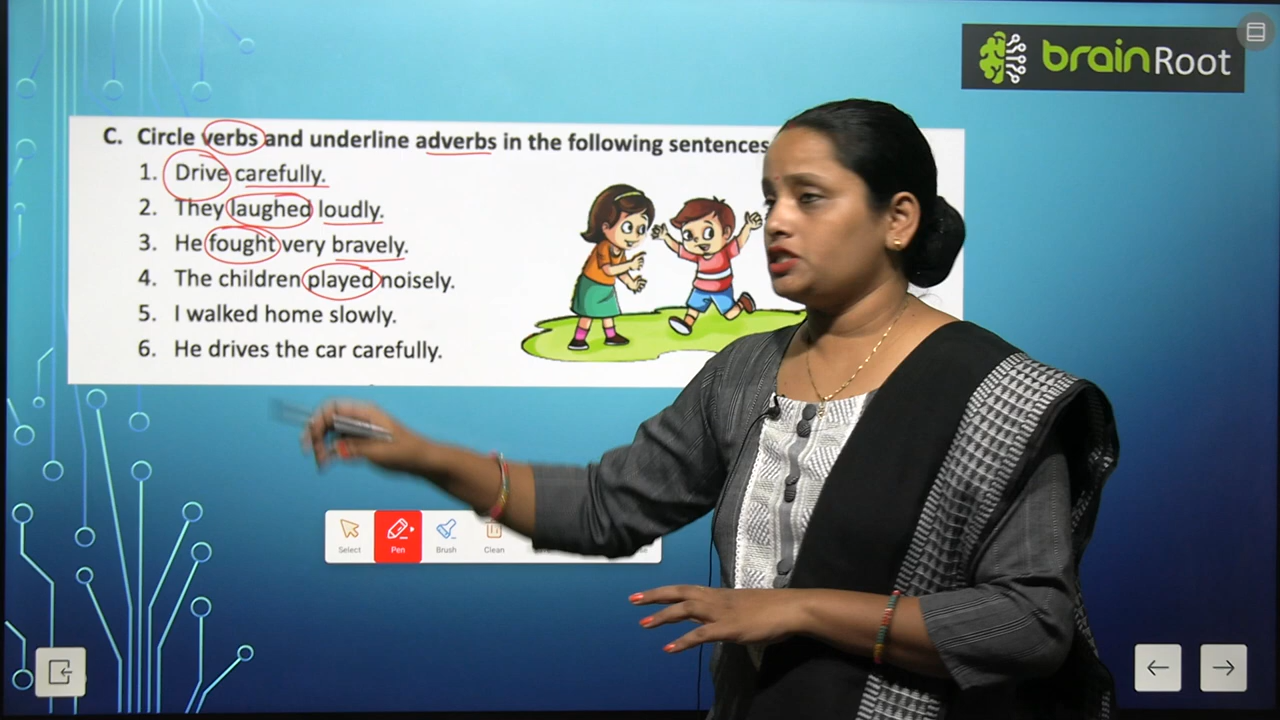 brainRoot
C. Circle verbs and underline adverbs in the following sentences
1. Drive carefully.
2. They laughed loudly.
3. He fought very bravely.
4. The children played noisely.
5. I walked home slowly.
6. He drives the car carefully.
Select Pen Brush Clean